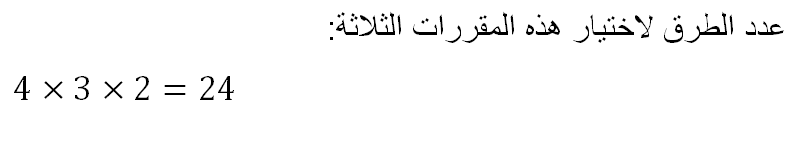 عدد الطرق لاختيار هذه المقررات الثلاثة:
4 × 3 × 2 = 24